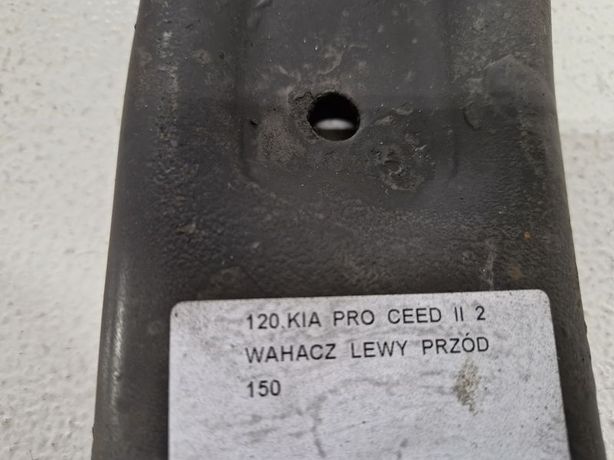 120.KIA PRO CEED II 2
WAHACZ LEWY PRZÓD
150